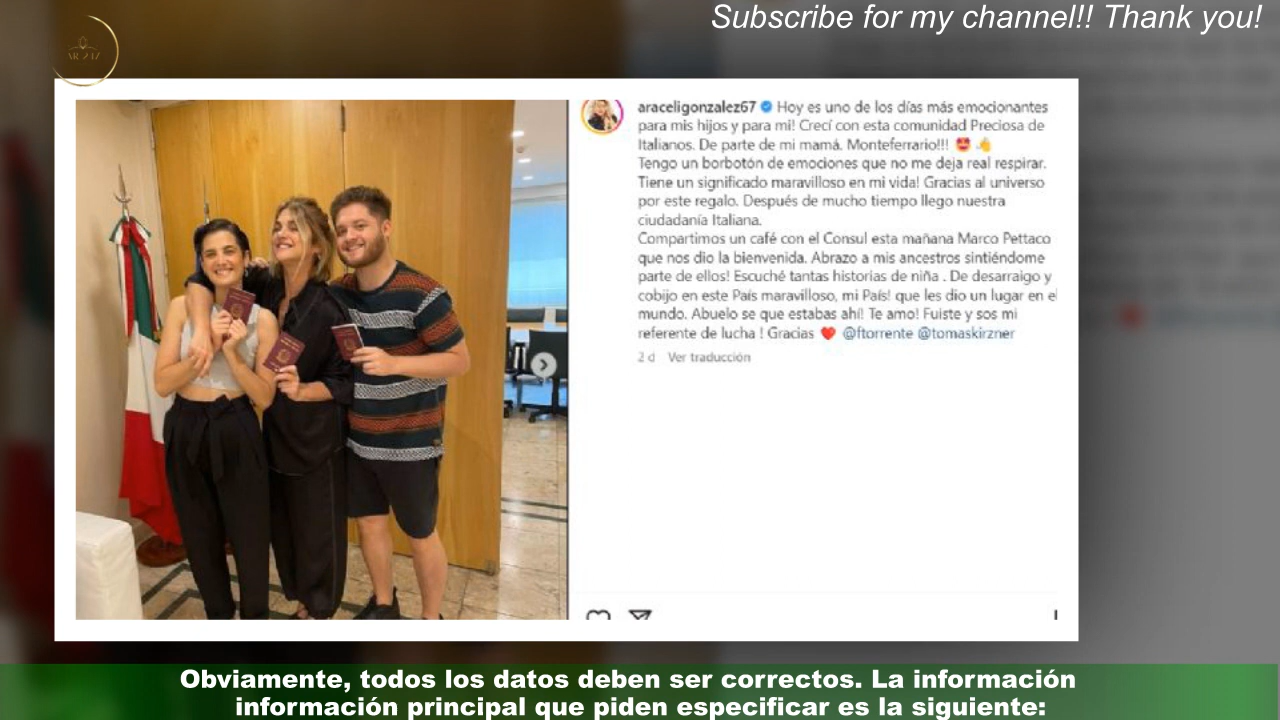 Subscribe for my channel!! Thank you!
araceligonzalez67 Hoy es uno de los días más emocionantes
para mis hijos y para mi! Crecí con esta comunidad Preciosa de
Italianos. De parte de mi mamá. Monteferrario!!! 🤩 🤙
Tengo un borbotón de emociones que no me deja real respirar.
Tiene un significado maravilloso en mi vida! Gracias al universo
por este regalo. Después de mucho tiempo llego nuestra
ciudadanía Italiana.
Compartimos un café con el Consul esta mañana Marco Pettaco
que nos dio la bienvenida. Abrazo a mis ancestros sintiéndome
parte de ellos! Escuché tantas historias de niña . De desarraigo y
cobijo en este País maravilloso, mi País! que les dio un lugar en el
mundo. Abuelo se que estabas ahí! Te amo! Fuiste y sos mi
referente de lucha ! Gracias ❤️ @ftorrente @tomaskirzner
2 d Ver traducción
Obviamente, todos los datos deben ser correctos. La información
información principal que piden especificar es la siguiente: